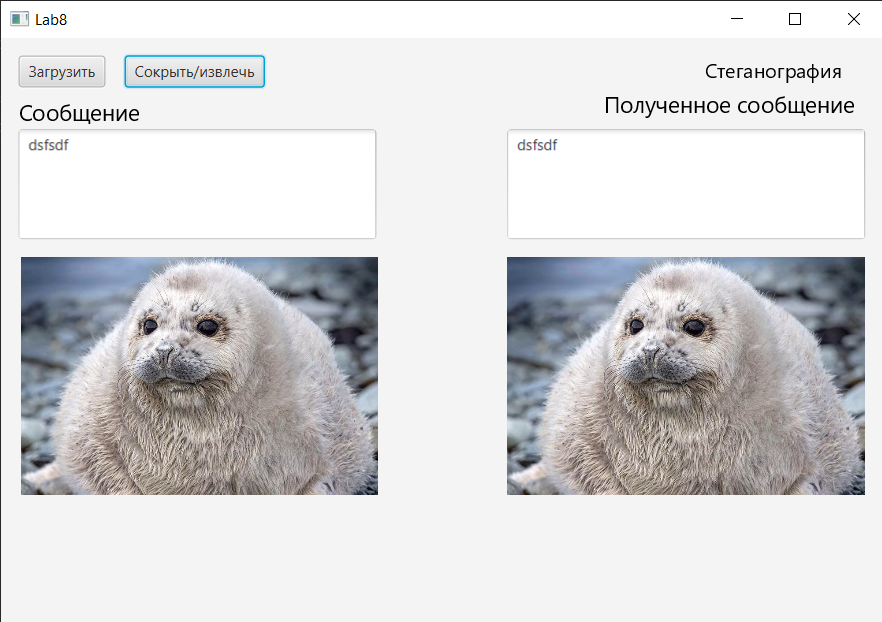 Lab8
Загрузить
Сокрыть/извлечь
Стеганография
Сообщение
Полученное сообщение
dsfsdf
dsfsdf